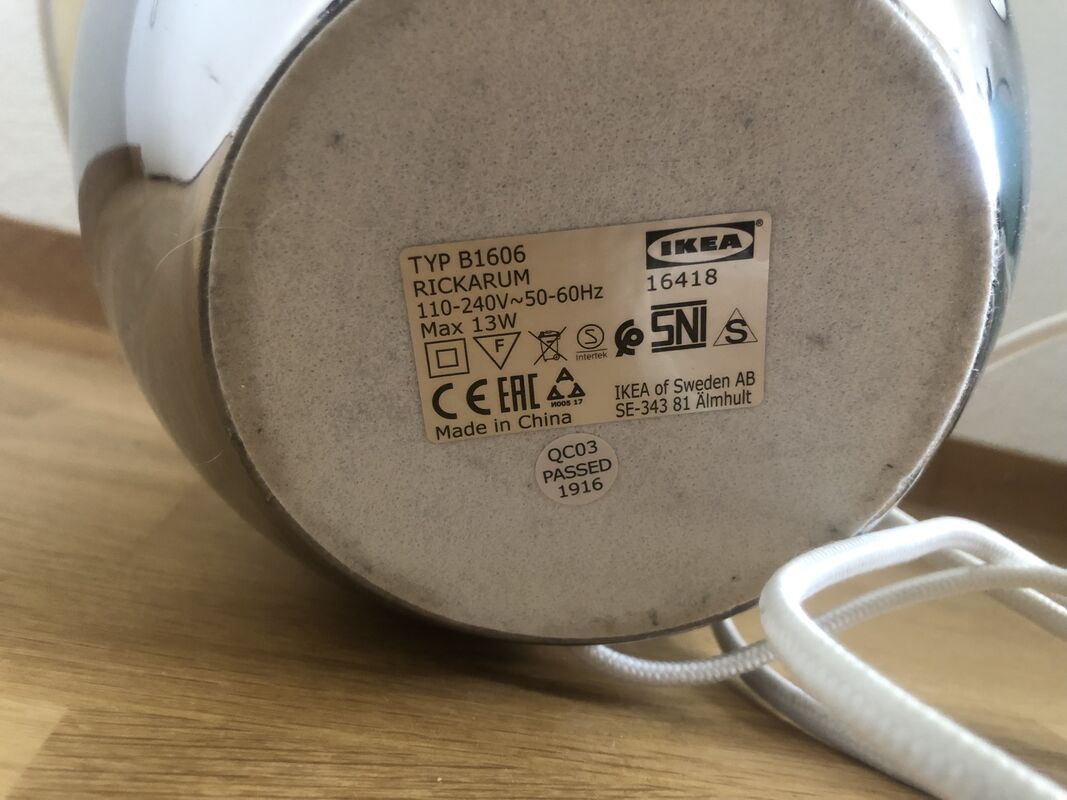 TYP B1606
RICKARUM
110-240V~50-60Hz
Max 13W
IKEA®
16418
F
S
Intertek
SNI
S
CE EAC
И005 17
Made in China
IKEA of Sweden AB
SE-343 81 Älmhult
QC03
PASSED
1916